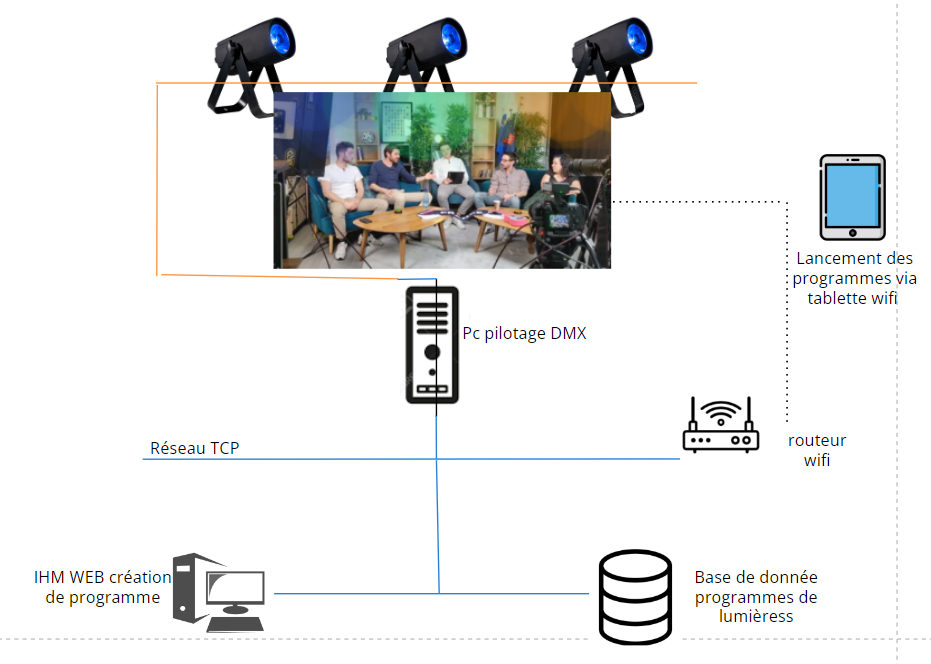 Lancement des
programmes via
tablette wifi
Pc pilotage DMX
Réseau TCP
routeur
wifi
IHM WEB création
de programme
Base de donnée
programmes de
lumièress